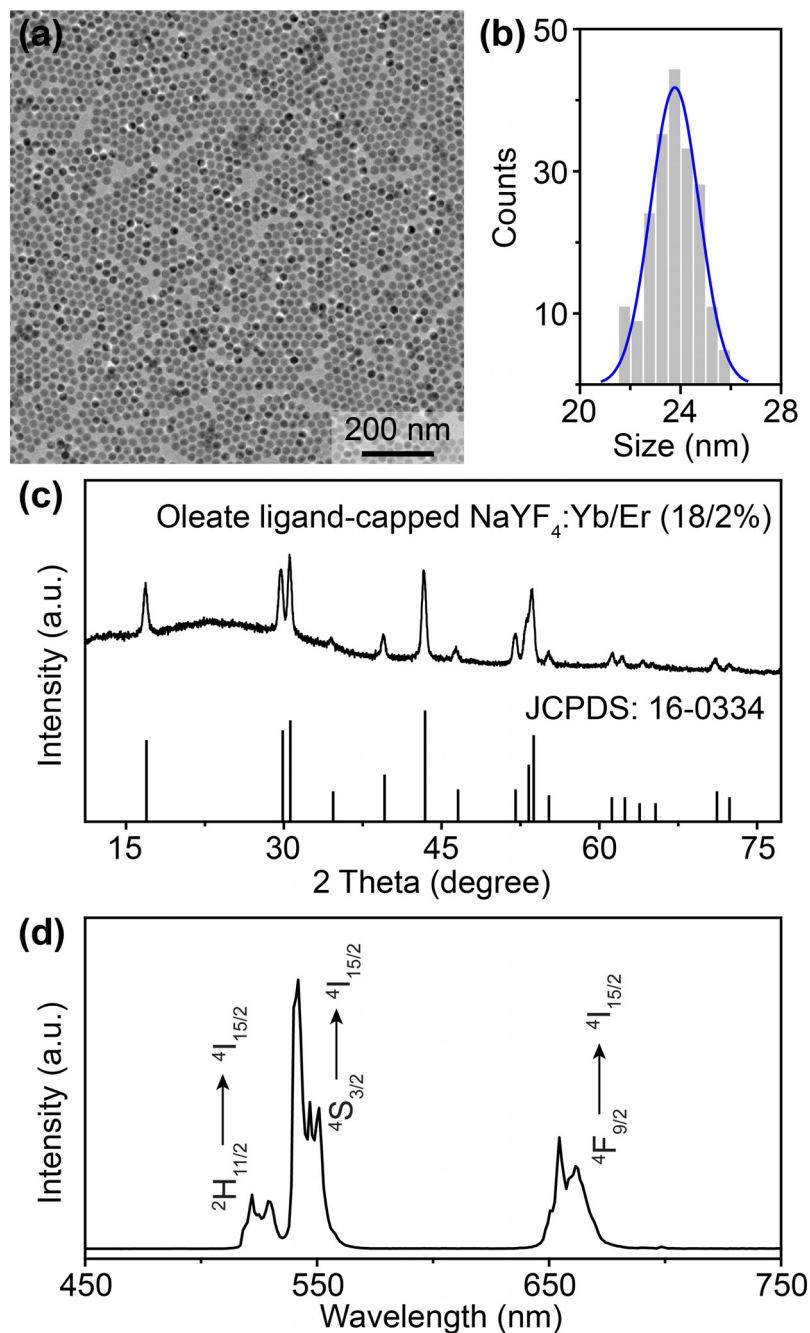 (a)
200 nm
(b)
50
30
10
Counts
20 24 28
Size (nm)
(c)
Oleate ligand-capped NaYF₄:Yb/Er (18/2%)
JCPDS: 16-0334
Intensity (a.u.)
15 30 45 60 75
2 Theta (degree)
(d)
²H₁₁/₂ → ⁴I₁₅/₂
⁴S₃/₂ → ⁴I₁₅/₂
⁴F₉/₂ → ⁴I₁₅/₂
Intensity (a.u.)
450 550 650 750
Wavelength (nm)